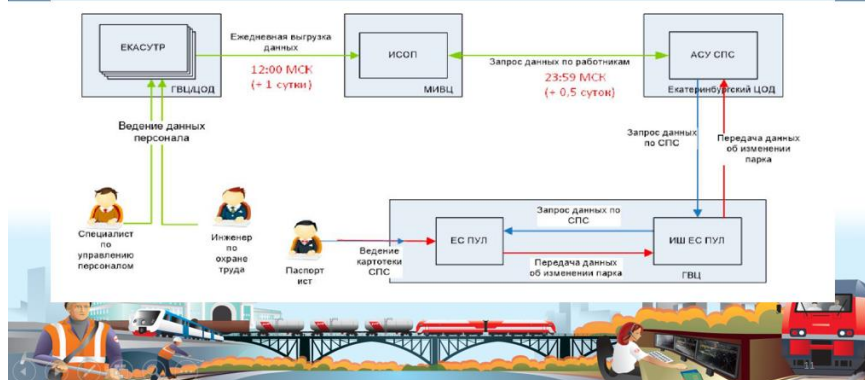 ЕКАСУТР
ГВЦ/ЦОД
Ежедневная выгрузка
данных
12:00 МСК
(+ 1 сутки)
ИСОП
МИВЦ
Запрос данных по работникам
23:59 МСК
(+ 0,5 суток)
АСУ СПС
Екатеринбургский ЦОД
Ведение данных
персонала
Запрос данных
по СПС
Передача данных
об изменении
парка
Специалист
по
управлению
персоналом
Инженер
по
охране
труда
Паспорт
ист
Ведение
картотеки
СПС
ЕС ПУЛ
Запрос данных по
СПС
Передача данных
об изменении парка
ИШ ЕС ПУЛ
ГВЦ
11